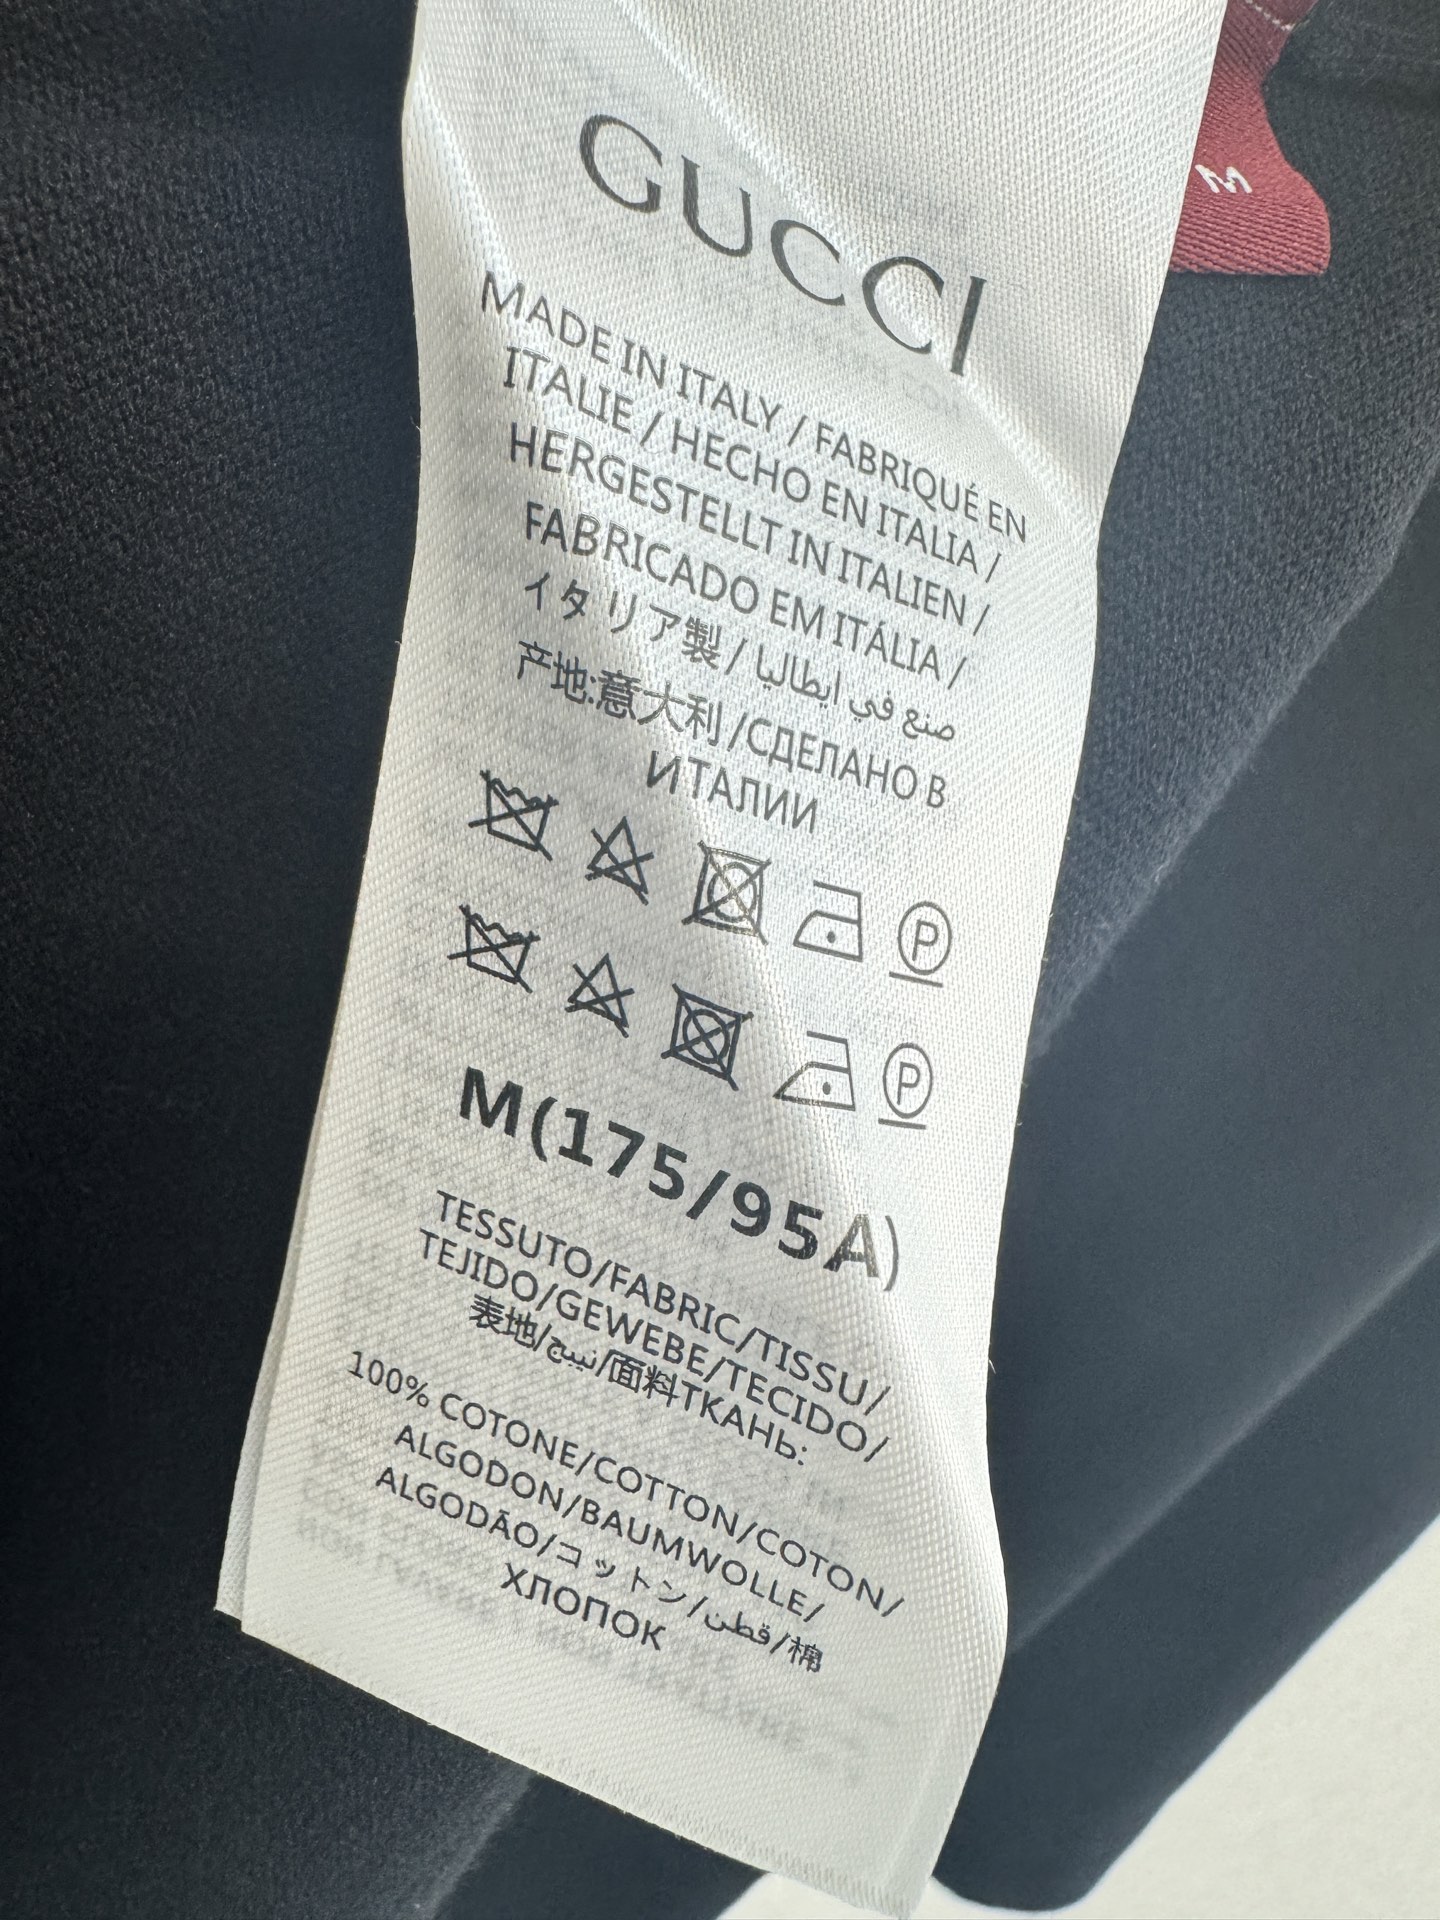 M
GUCCI
MADE IN ITALY / FABRIQUÉ EN
ITALIE / HECHO EN ITALIA /
HERGESTELLT IN ITALIEN /
FABRICADO EM ITÁLIA /
イタリア製 / صنع في ايطاليا
产地:意大利 /СДЕЛАНО В
ИТАЛИИ
P
P
M(175/95A)
TESSUTO/FABRIC/TISSU/
TEJIDO/GEWEBE/TECIDO/
表地/نسيج/面料ТКАНЬ:
100% COTONE/COTTON/COTON/
ALGODON/BAUMWOLLE/
ALGODÃO/コットン/قطن/棉
ХЛОПОК